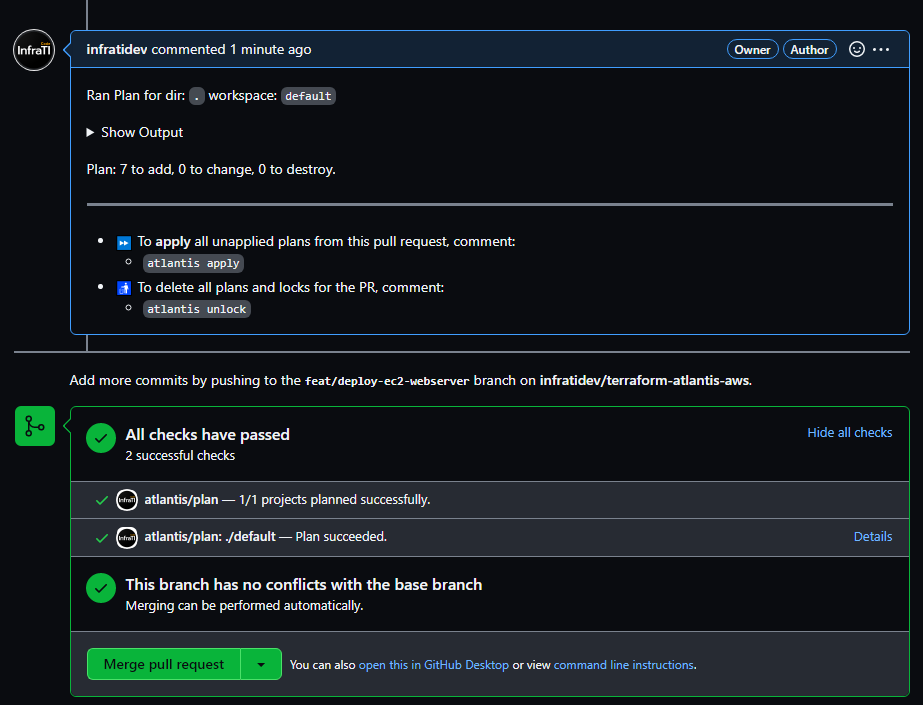 InfraTI
infratidev commented 1 minute ago
Owner
Author
Ran Plan for dir: . workspace: default
Show Output
Plan: 7 to add, 0 to change, 0 to destroy.
To apply all unapplied plans from this pull request, comment:
atlantis apply
To delete all plans and locks for the PR, comment:
atlantis unlock
Add more commits by pushing to the feat/deploy-ec2-webserver branch on infratidev/terraform-atlantis-aws.
All checks have passed
Hide all checks
2 successful checks
InfraTI
atlantis/plan — 1/1 projects planned successfully.
InfraTI
atlantis/plan: ./default — Plan succeeded.
Details
This branch has no conflicts with the base branch
Merging can be performed automatically.
Merge pull request
You can also open this in GitHub Desktop or view command line instructions.